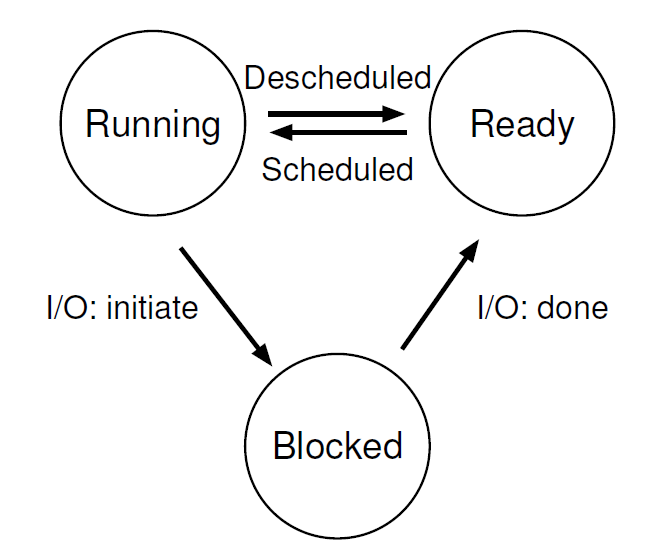 Descheduled
Running
Ready
Scheduled
I/O: initiate
I/O: done
Blocked